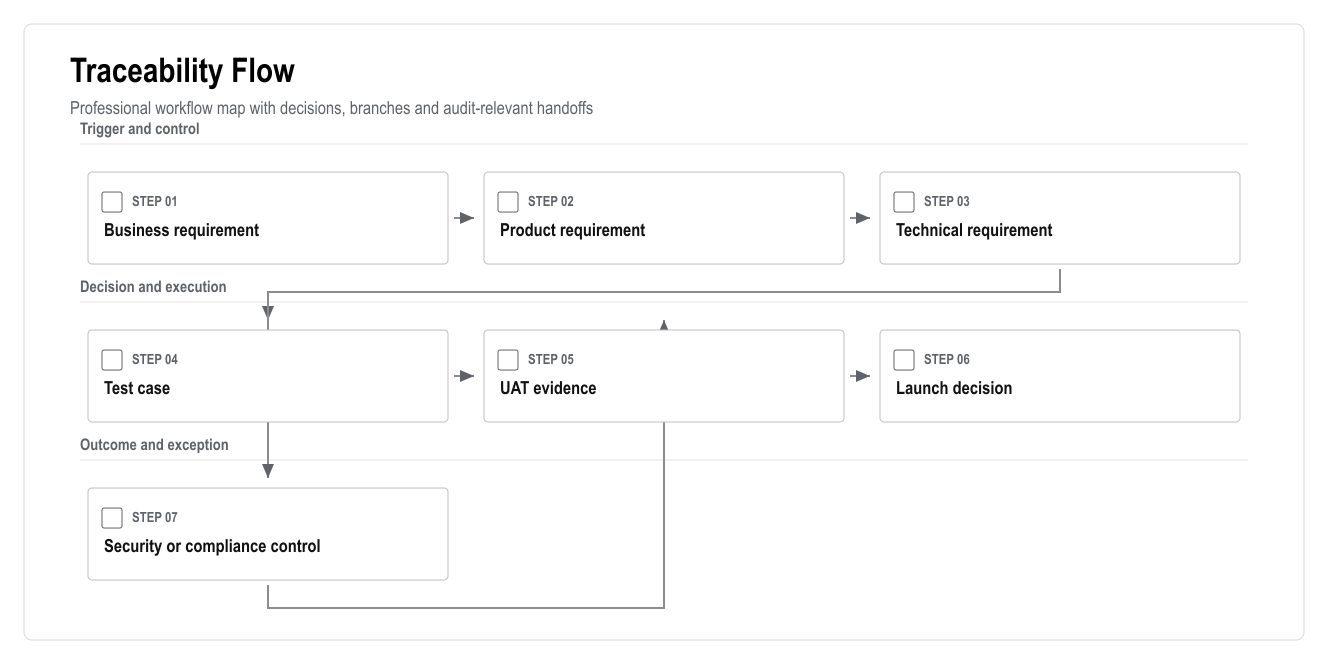 Traceability Flow
Professional workflow map with decisions, branches and audit-relevant handoffs
Trigger and control
STEP 01
Business requirement
STEP 02
Product requirement
STEP 03
Technical requirement
Decision and execution
STEP 04
Test case
STEP 05
UAT evidence
STEP 06
Launch decision
Outcome and exception
STEP 07
Security or compliance control